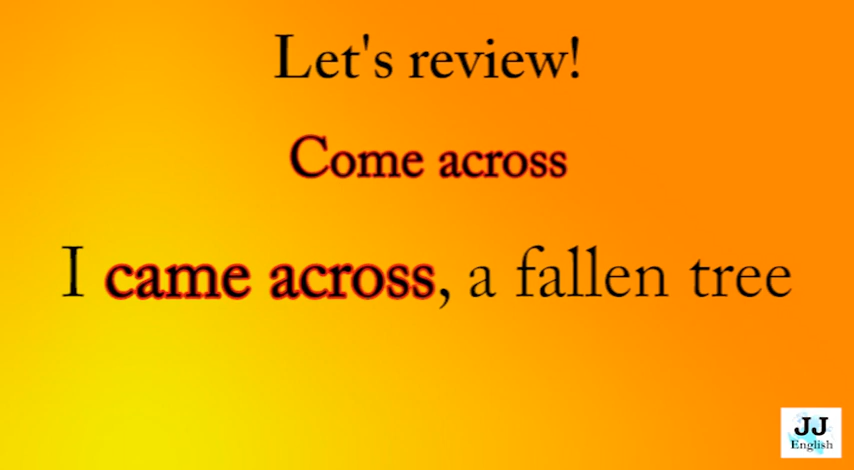 Let's review!
Come across
I came across, a fallen tree
JJ
English